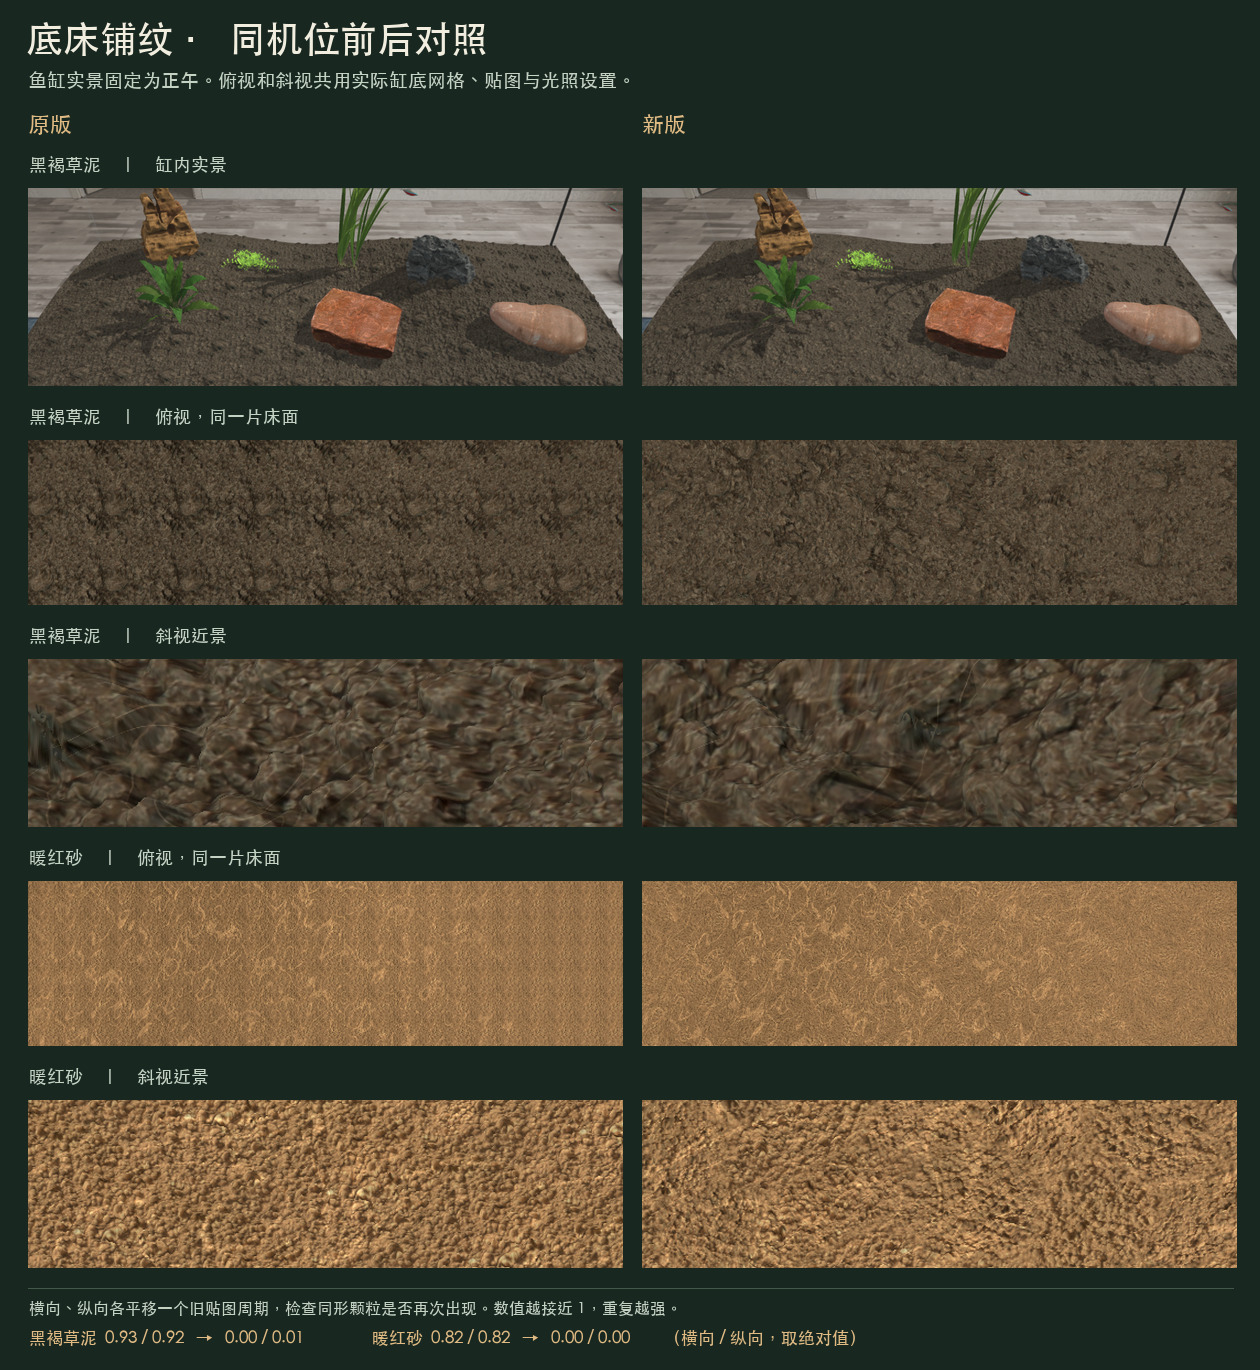 底床铺纹 · 同机位前后对照
鱼缸实景固定为正午。俯视和斜视共用实际缸底网格、贴图与光照设置。
原版
新版
黑褐草泥 | 缸内实景
黑褐草泥 | 俯视，同一片床面
黑褐草泥 | 斜视近景
暖红砂 | 俯视，同一片床面
暖红砂 | 斜视近景
横向、纵向各平移一个旧贴图周期，检查同形颗粒是否再次出现。数值越接近 1，重复越强。
黑褐草泥 0.93 / 0.92 → 0.00 / 0.01 暖红砂 0.82 / 0.82 → 0.00 / 0.00 （横向 / 纵向，取绝对值）